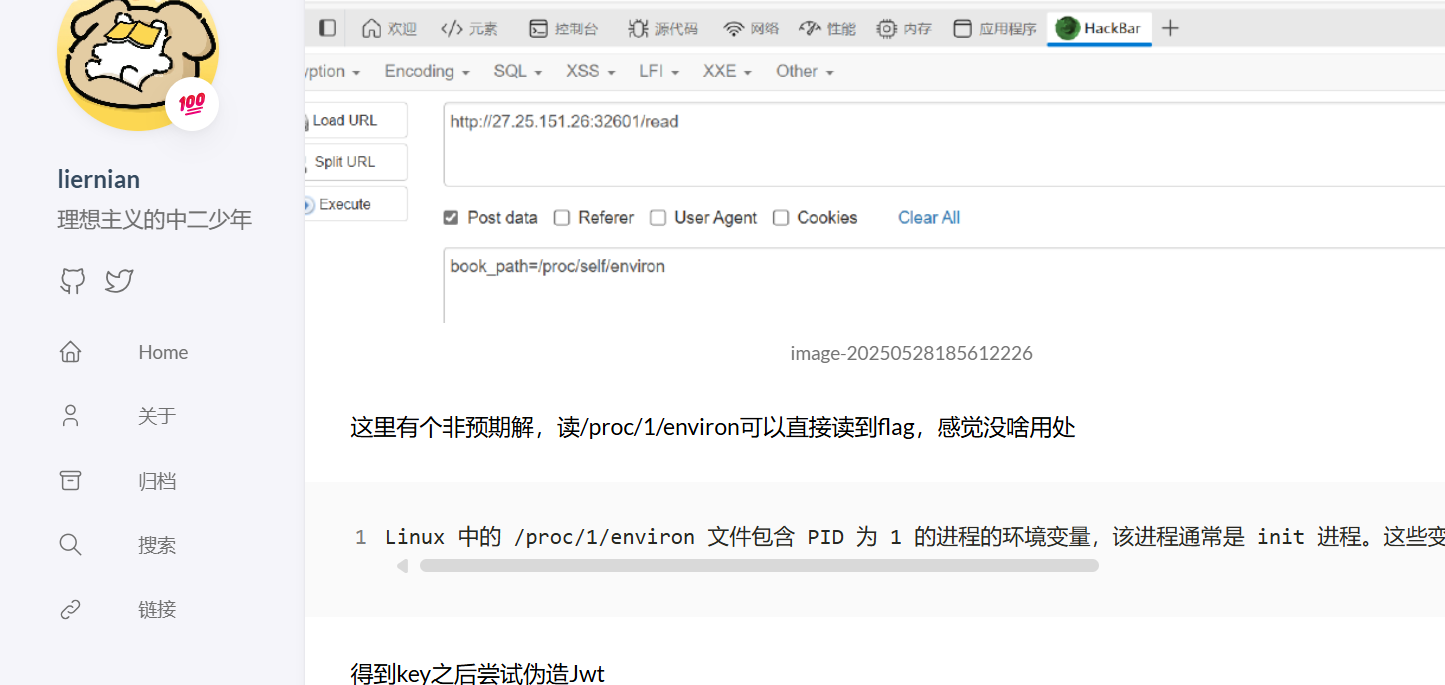 欢迎
元素
控制台
源代码
网络
性能
内存
应用程序
HackBar
yption
Encoding
SQL
XSS
LFI
XXE
Other
Load URL
Split URL
Execute
http://27.25.151.26:32601/read
Post data
Referer
User Agent
Cookies
Clear All
book_path=/proc/self/environ
100
liernian
理想主义的中二少年
Home
关于
归档
搜索
链接
image-20250528185612226
这里有个非预期解，读/proc/1/environ可以直接读到flag，感觉没啥用处
1 Linux 中的 /proc/1/environ 文件包含 PID 为 1 的进程的环境变量，该进程通常是 init 进程。这些变
得到key之后尝试伪造Jwt